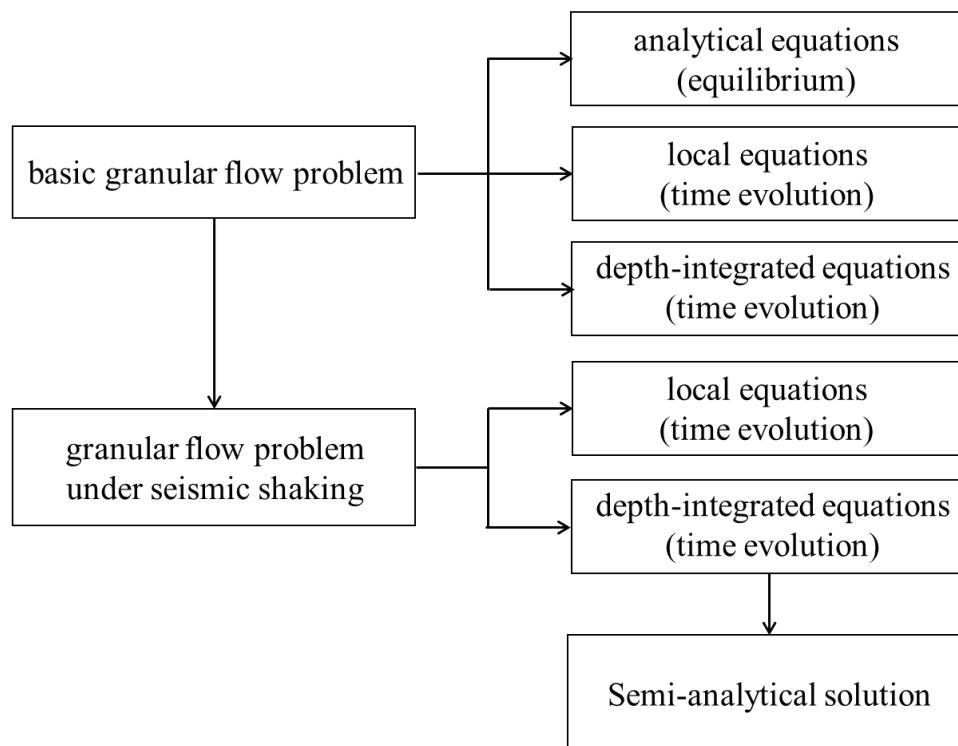 analytical equations
(equilibrium)
basic granular flow problem
local equations
(time evolution)
depth-integrated equations
(time evolution)
granular flow problem
under seismic shaking
local equations
(time evolution)
depth-integrated equations
(time evolution)
Semi-analytical solution